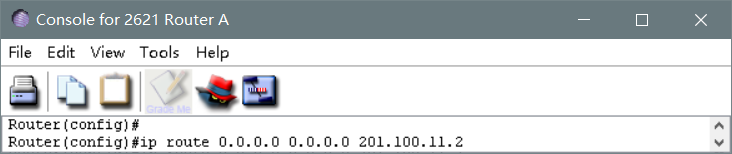 Console for 2621 Router A
File Edit View Tools Help
Grade Me
Router(config)#
Router(config)#ip route 0.0.0.0 0.0.0.0 201.100.11.2